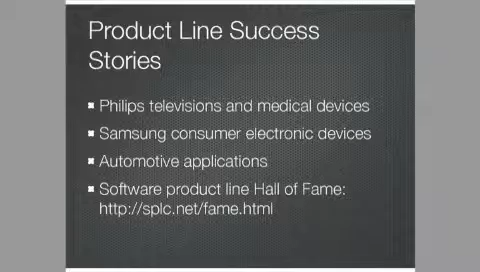 Product Line Success
Stories
Philips televisions and medical devices
Samsung consumer electronic devices
Automotive applications
Software product line Hall of Fame:
http://splc.net/fame.html